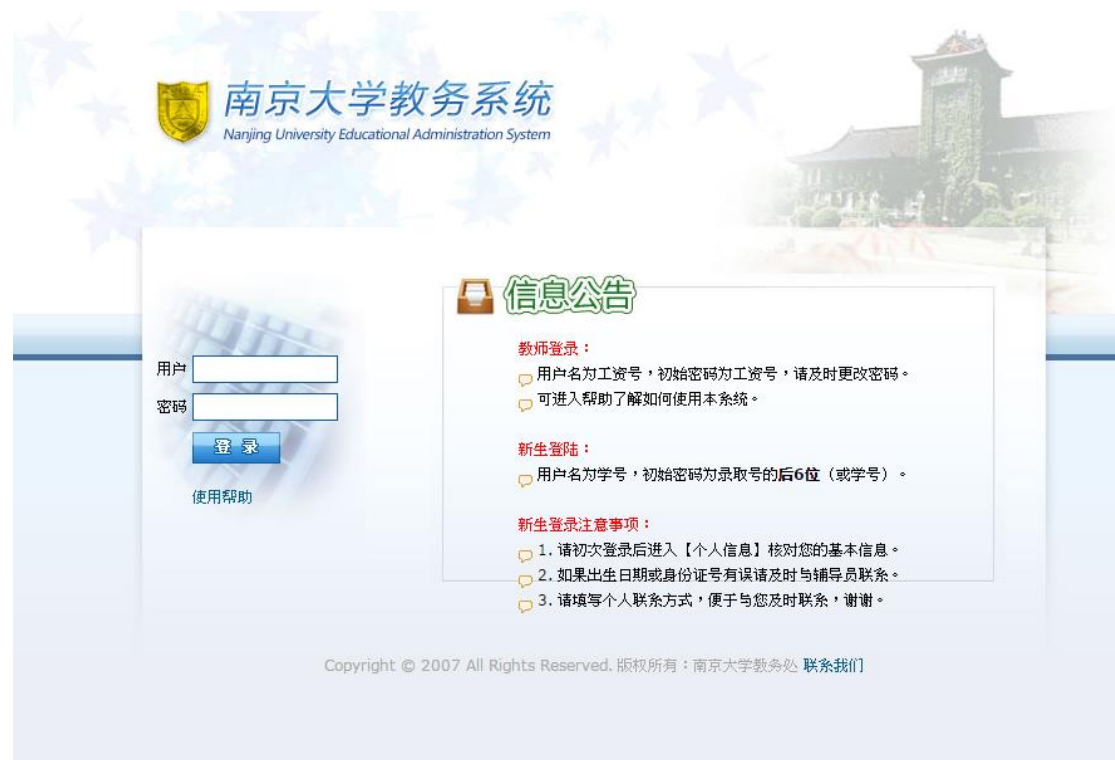 南京大学教务系统
Nanjing University Educational Administration System
信息公告
用户
密码
登 录
使用帮助
教师登录：
用户名为工资号，初始密码为工资号，请及时更改密码。
可进入帮助了解如何使用本系统。
新生登陆：
用户名为学号，初始密码为录取号的后6位（或学号）。
新生登录注意事项：
1. 请初次登录后进入【个人信息】核对您的基本信息。
2. 如果出生日期或身份证号有误请及时与辅导员联系。
3. 请填写个人联系方式，便于与您及时联系，谢谢。
Copyright © 2007 All Rights Reserved. 版权所有：南京大学教务处 联系我们